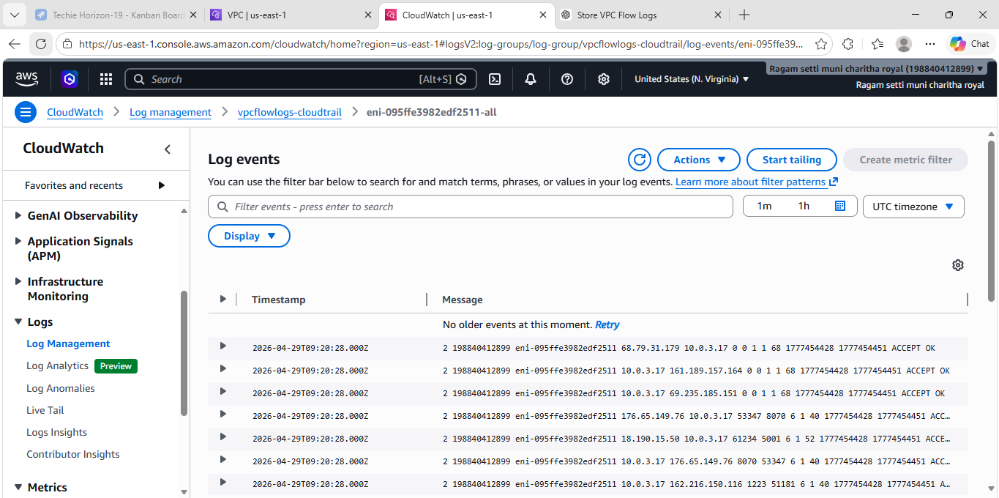 Techie Horizon-19 - Kanban Board
VPC | us-east-1
CloudWatch | us-east-1
Store VPC Flow Logs
https://us-east-1.console.aws.amazon.com/cloudwatch/home?region=us-east-1#logsV2:log-groups/log-group/vpcflowlogs-cloudtrail/log-events/eni-095ffe39...
Chat
aws
Search [Alt+S]
United States (N. Virginia)
Ragam setti muni charitha royal (198840412899)
Ragam setti muni charitha royal
CloudWatch
Log management
vpcflowlogs-cloudtrail
eni-095ffe3982edf2511-all
CloudWatch
Favorites and recents
GenAI Observability
Application Signals
(APM)
Infrastructure
Monitoring
Logs
Log Management
Log Analytics Preview
Log Anomalies
Live Tail
Logs Insights
Contributor Insights
Metrics
Log events
Actions
Start tailing
Create metric filter
You can use the filter bar below to search for and match terms, phrases, or values in your log events. Learn more about filter patterns
Filter events - press enter to search
1m 1h
UTC timezone
Display
Timestamp Message
No older events at this moment. Retry
2026-04-29T09:20:28.000Z 2 198840412899 eni-095ffe3982edf2511 68.79.31.179 10.0.3.17 0 0 1 1 68 1777454428 1777454451 ACCEPT OK
2026-04-29T09:20:28.000Z 2 198840412899 eni-095ffe3982edf2511 10.0.3.17 161.189.157.164 0 0 1 1 68 1777454428 1777454451 ACCEPT OK
2026-04-29T09:20:28.000Z 2 198840412899 eni-095ffe3982edf2511 10.0.3.17 69.235.185.151 0 0 1 1 68 1777454428 1777454451 ACCEPT OK
2026-04-29T09:20:28.000Z 2 198840412899 eni-095ffe3982edf2511 176.65.149.76 10.0.3.17 53347 8070 6 1 40 1777454428 1777454451 ACC...
2026-04-29T09:20:28.000Z 2 198840412899 eni-095ffe3982edf2511 18.190.15.50 10.0.3.17 61234 5001 6 1 52 1777454428 1777454451 ACCE...
2026-04-29T09:20:28.000Z 2 198840412899 eni-095ffe3982edf2511 10.0.3.17 176.65.149.76 8070 53347 6 1 40 1777454428 1777454451 ACC...
2026-04-29T09:20:28.000Z 2 198840412899 eni-095ffe3982edf2511 10.0.3.17 162.216.150.116 1223 51181 6 1 40 1777454428 1777454451 A...